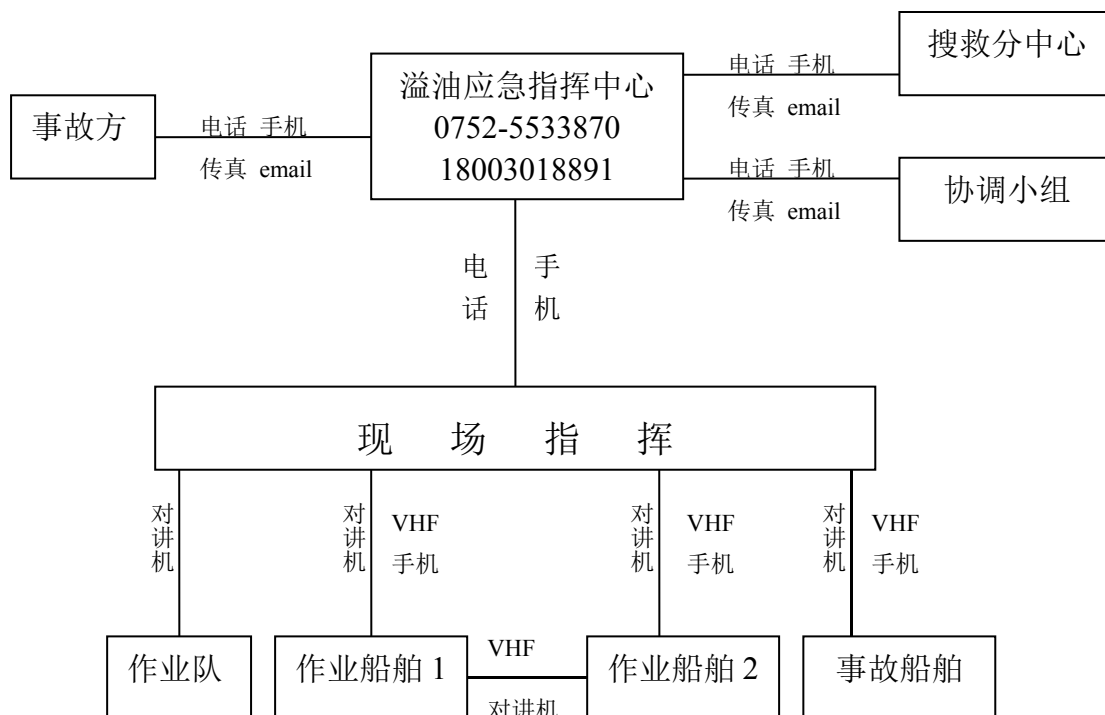 搜救分中心
电话 手机
传真 email
溢油应急指挥中心
0752-5533870
18003018891
事故方
电话 手机
传真 email
电话 手机
传真 email
协调小组
电话
手机
现 场 指 挥
对讲机
对讲机
VHF
手机
对讲机
VHF
手机
对讲机
VHF
手机
作业队
作业船舶 1
VHF
对讲机
作业船舶 2
事故船舶